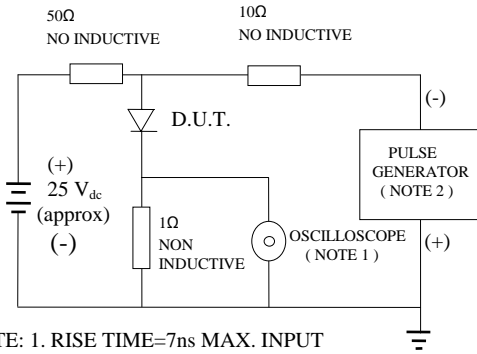 50Ω
NO INDUCTIVE
10Ω
NO INDUCTIVE
D.U.T.
(-)
(+)
25 Vdc
(approx)
(-)
PULSE
GENERATOR
( NOTE 2 )
1Ω
NON
INDUCTIVE
OSCILLOSCOPE
( NOTE 1 )
(+)
TE: 1. RISE TIME=7ns MAX. INPUT